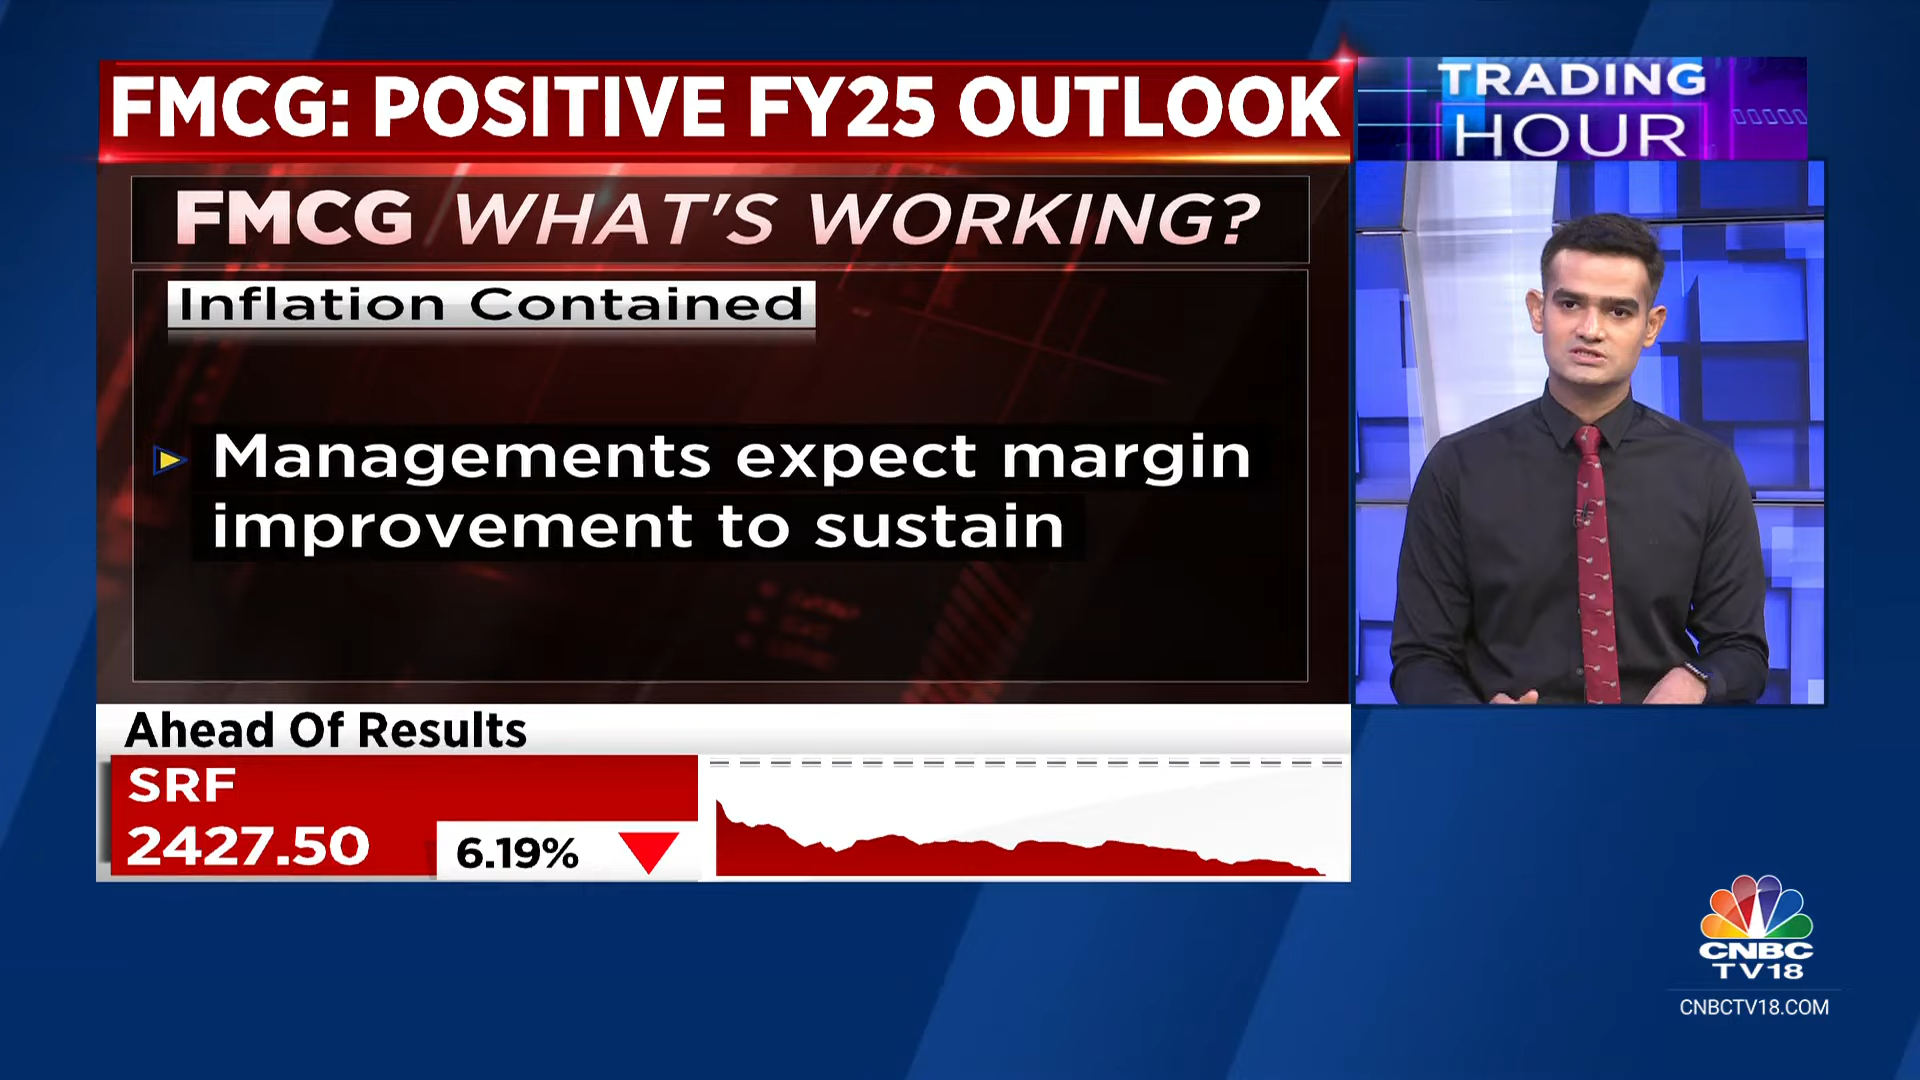 FMCG: POSITIVE FY25 OUTLOOK
TRADING
HOUR
FMCG WHAT'S WORKING?
Inflation Contained
Managements expect margin
improvement to sustain
Ahead Of Results
SRF
2427.50
6.19%
CNBC
TV18
CNBCTV18.COM